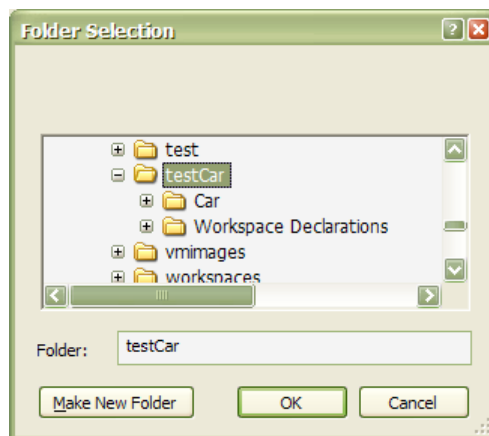 Folder Selection
test
testCar
Car
Workspace Declarations
vmimages
workspaces
Folder: testCar
Make New Folder OK Cancel